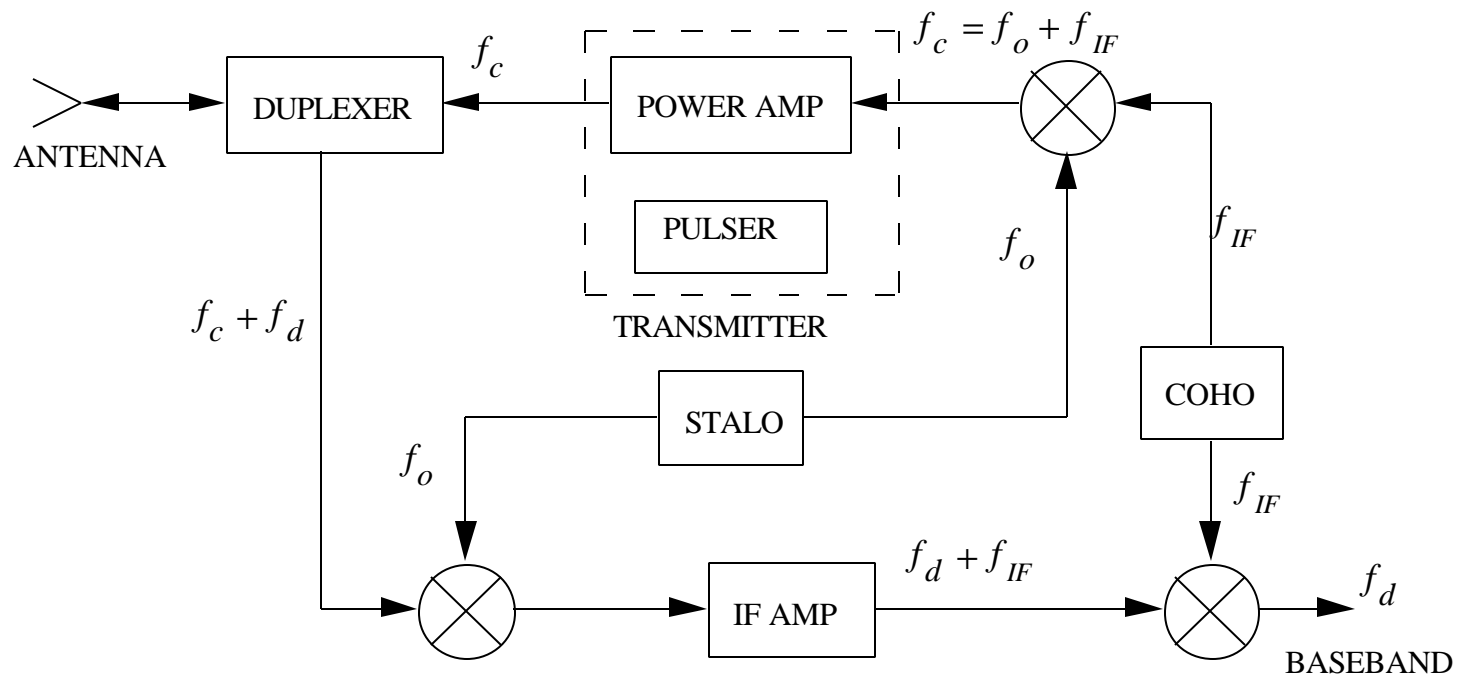 f_c = f_o + f_IF
f_c
DUPLEXER
POWER AMP
ANTENNA
PULSER
f_IF
f_o
f_c + f_d
TRANSMITTER
COHO
STALO
f_o
f_IF
f_d + f_IF
f_d
IF AMP
BASEBAND